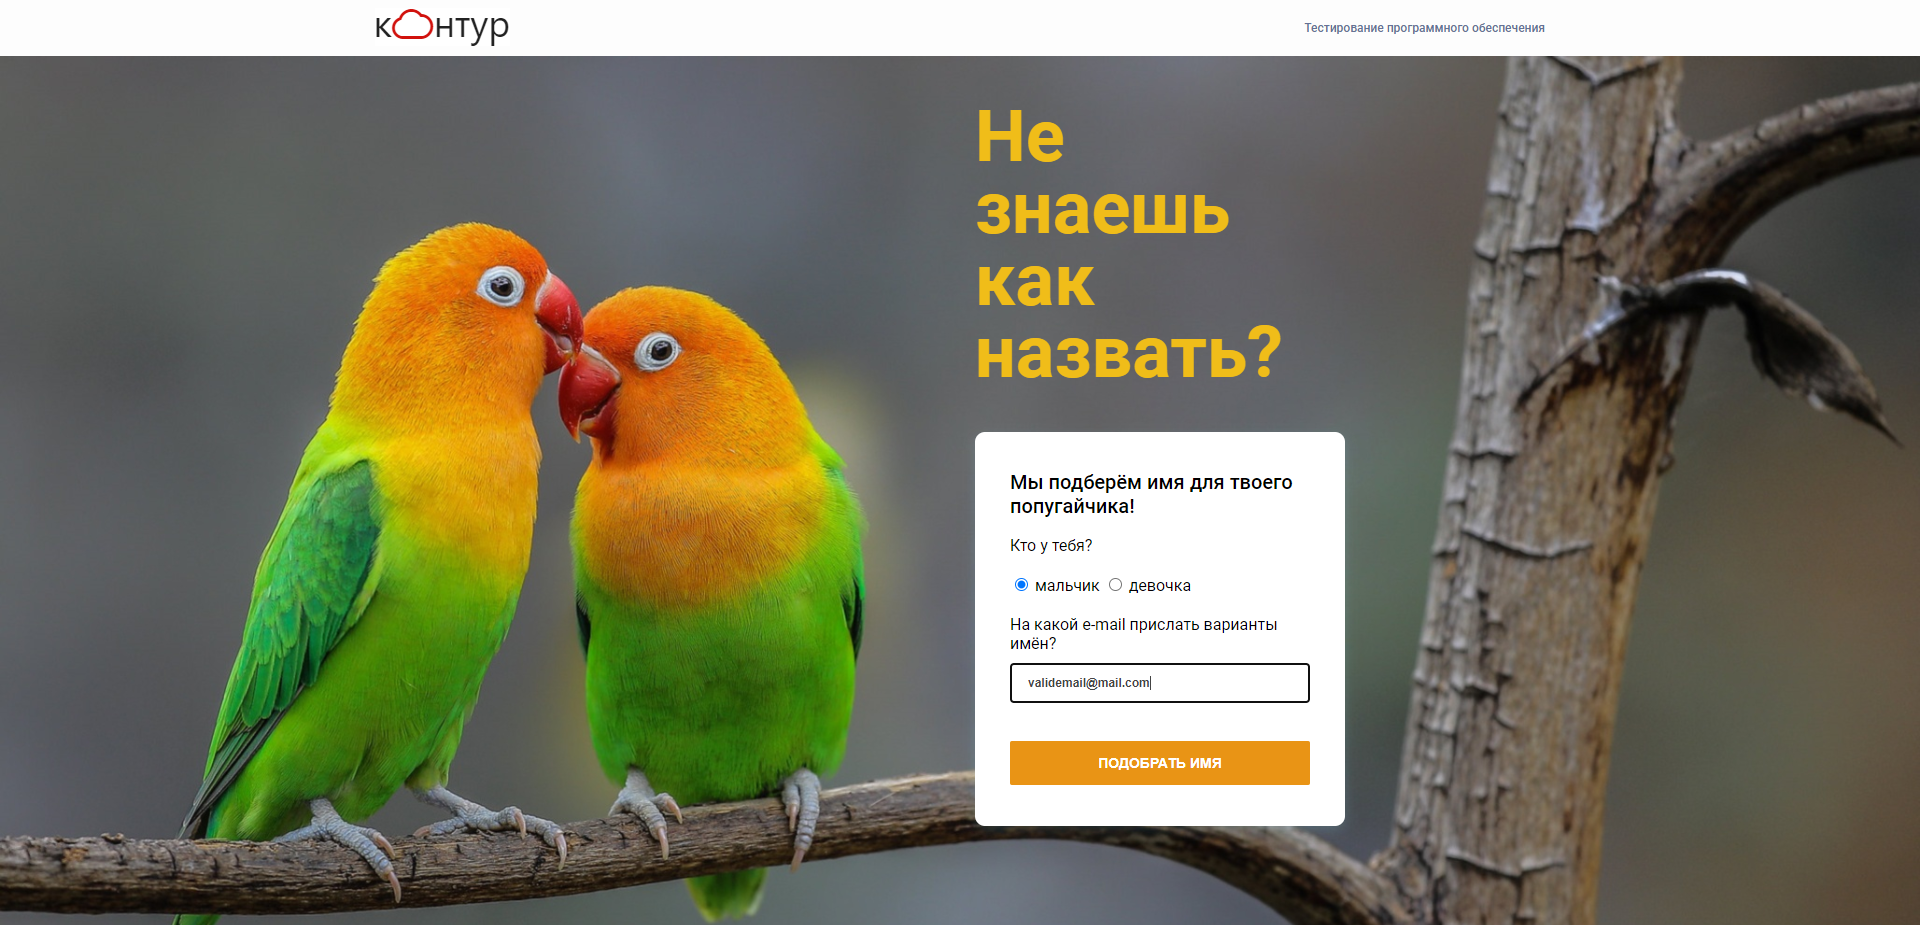 контур
Тестирование программного обеспечения
Не
знаешь
как
назвать?
Мы подберём имя для твоего
попугайчика!
Кто у тебя?
мальчик девочка
На какой e-mail прислать варианты
имён?
validemail@mail.com
ПОДОБРАТЬ ИМЯ